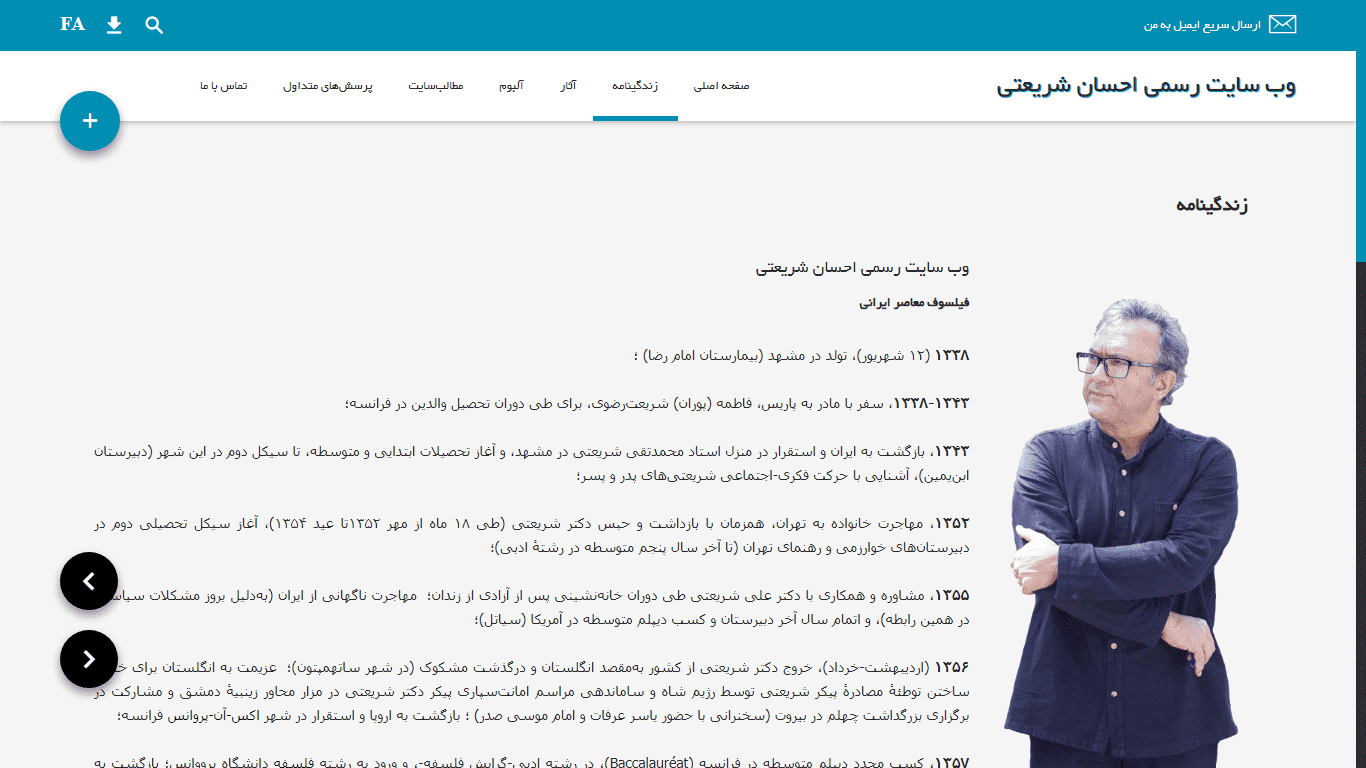 ارسال سریع ایمیل به من
FA
وب سایت رسمی احسان شریعتی
صفحه اصلی
زندگینامه
آثار
آلبوم
مطالب‌سایت
پرسش‌های متداول
تماس با ما
زندگینامه
وب سایت رسمی احسان شریعتی
فیلسوف معاصر ایرانی
۱۳۳۸ (۱۲ شهریور)، تولد در مشهد (بیمارستان امام رضا) ؛
۱۳۳۸-۱۳۴۳، سفر با مادر به پاریس، فاطمه (پوران) شریعت‌رضوی، برای طی دوران تحصیل والدین در فرانسه؛
۱۳۴۳، بازگشت به ایران و استقرار در منزل استاد محمدتقی شریعتی در مشهد، و آغاز تحصیلات ابتدایی و متوسطه، تا سیکل دوم در این شهر (دبیرستان
ابن‌یمین)، آشنایی با حرکت فکری-اجتماعی شریعتی‌های پدر و پسر؛
۱۳۵۲، مهاجرت خانواده به تهران، همزمان با بازداشت و حبس دکتر شریعتی (طی ۱۸ ماه از مهر ۱۳۵۲تا عید ۱۳۵۴)، آغاز سیکل تحصیلی دوم در
دبیرستان‌های خوارزمی و رهنمای تهران (تا آخر سال پنجم متوسطه در رشتهٔ ادبی)؛
۱۳۵۵، مشاوره و همکاری با دکتر علی شریعتی طی دوران خانه‌نشینی پس از آزادی از زندان؛ مهاجرت ناگهانی از ایران (به‌دلیل بروز مشکلات
در همین رابطه)، و اتمام سال آخر دبیرستان و کسب دیپلم متوسطه در آمریکا (سیاتل)؛
۱۳۵۶ (اردیبهشت-خرداد)، خروج دکتر شریعتی از کشور به‌مقصد انگلستان و درگذشت مشکوک (در شهر ساتهمپتون)؛ عزیمت به انگلستان برای
ساختن توطئهٔ مصادرهٔ پیکر شریعتی توسط رژیم شاه و ساماندهی مراسم امانت‌سپاری پیکر دکتر شریعتی در مزار محاور زینبیهٔ دمشق و مشارکت در
برگزاری بزرگداشت چهلم در بیروت (سخنرانی با حضور یاسر عرفات و امام موسی صدر) ؛ بازگشت به اروپا و استقرار در شهر اکس-آن-پروانس فرانسه؛
۱۳۵۷، کسب مجدد دیپلم متوسطه در فرانسه (Baccalauréat)، در رشته ادبی-گرایش فلسفه-، و ورود به رشته فلسفه دانشگاه پرووانس؛ بازگشت به